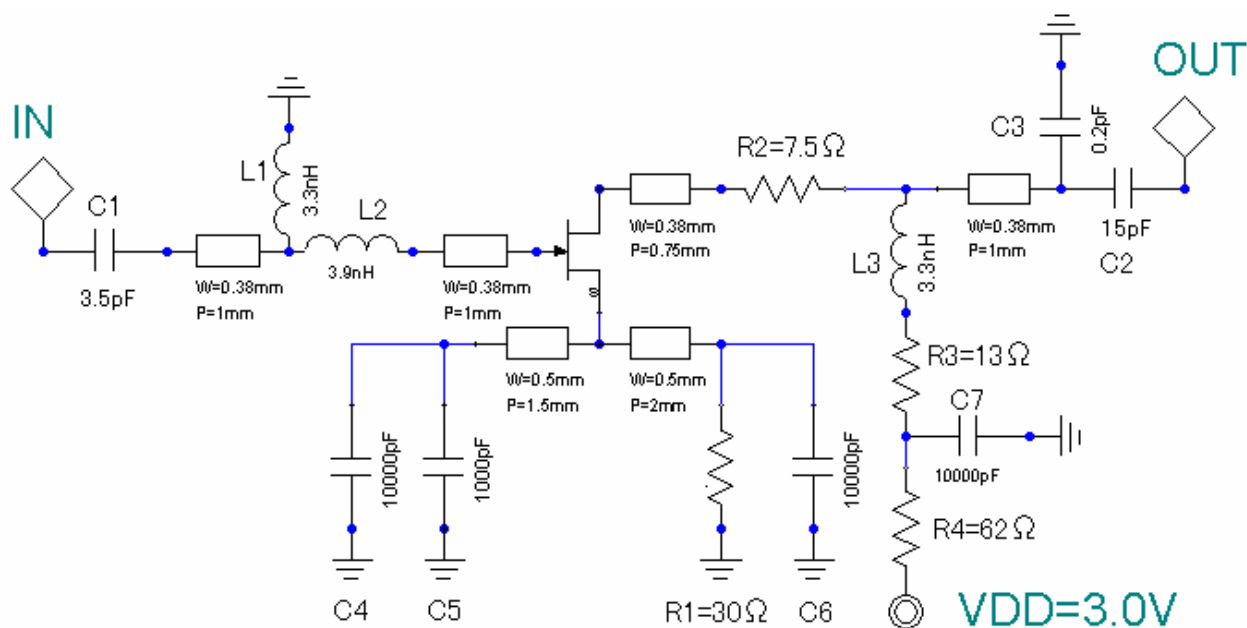 IN
OUT
C1
3.5pF
W=0.38mm
P=1mm
L1
3.3nH
L2
3.9nH
W=0.38mm
P=1mm
W=0.38mm
P=0.75mm
R2=7.5Ω
L3
3.3nH
W=0.38mm
P=1mm
C3
0.2pF
15pF
C2
W=0.5mm
P=1.5mm
W=0.5mm
P=2mm
10000pF
C4
1000pF
C5
R1=30Ω
10000pF
C6
R3=13Ω
C7
10000pF
R4=62Ω
VDD=3.0V